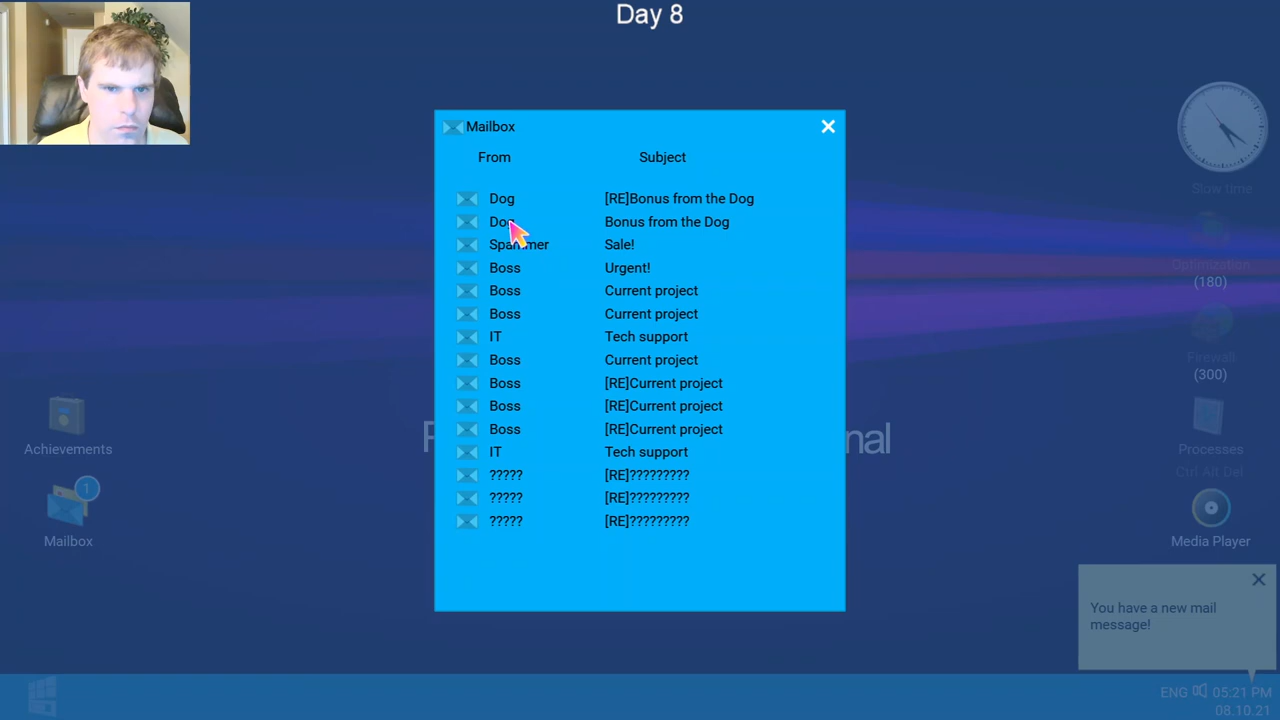 Day 8
Mailbox
From Subject
Dog [RE]Bonus from the Dog
Dog Bonus from the Dog
Spammer Sale!
Boss Urgent!
Boss Current project
Boss Current project
IT Tech support
Boss Current project
Boss [RE]Current project
Boss [RE]Current project
Boss [RE]Current project
IT Tech support
????? [RE]?????????
????? [RE]?????????
????? [RE]?????????
Slow time
Optimization
(180)
Firewall
(300)
Achievements
Processes
Ctrl Alt Del
1
Mailbox
Media Player
You have a new mail
message!
ENG 05:21 PM
08.10.21